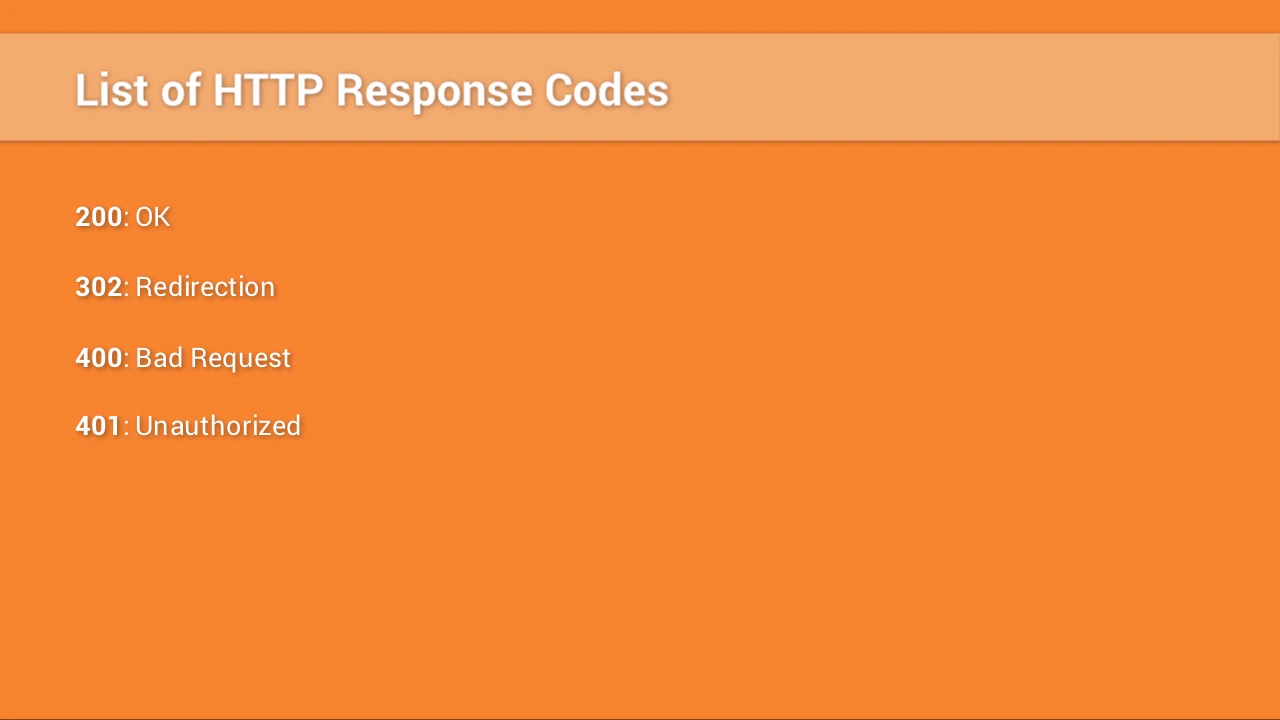 List of HTTP Response Codes
200: OK
302: Redirection
400: Bad Request
401: Unauthorized